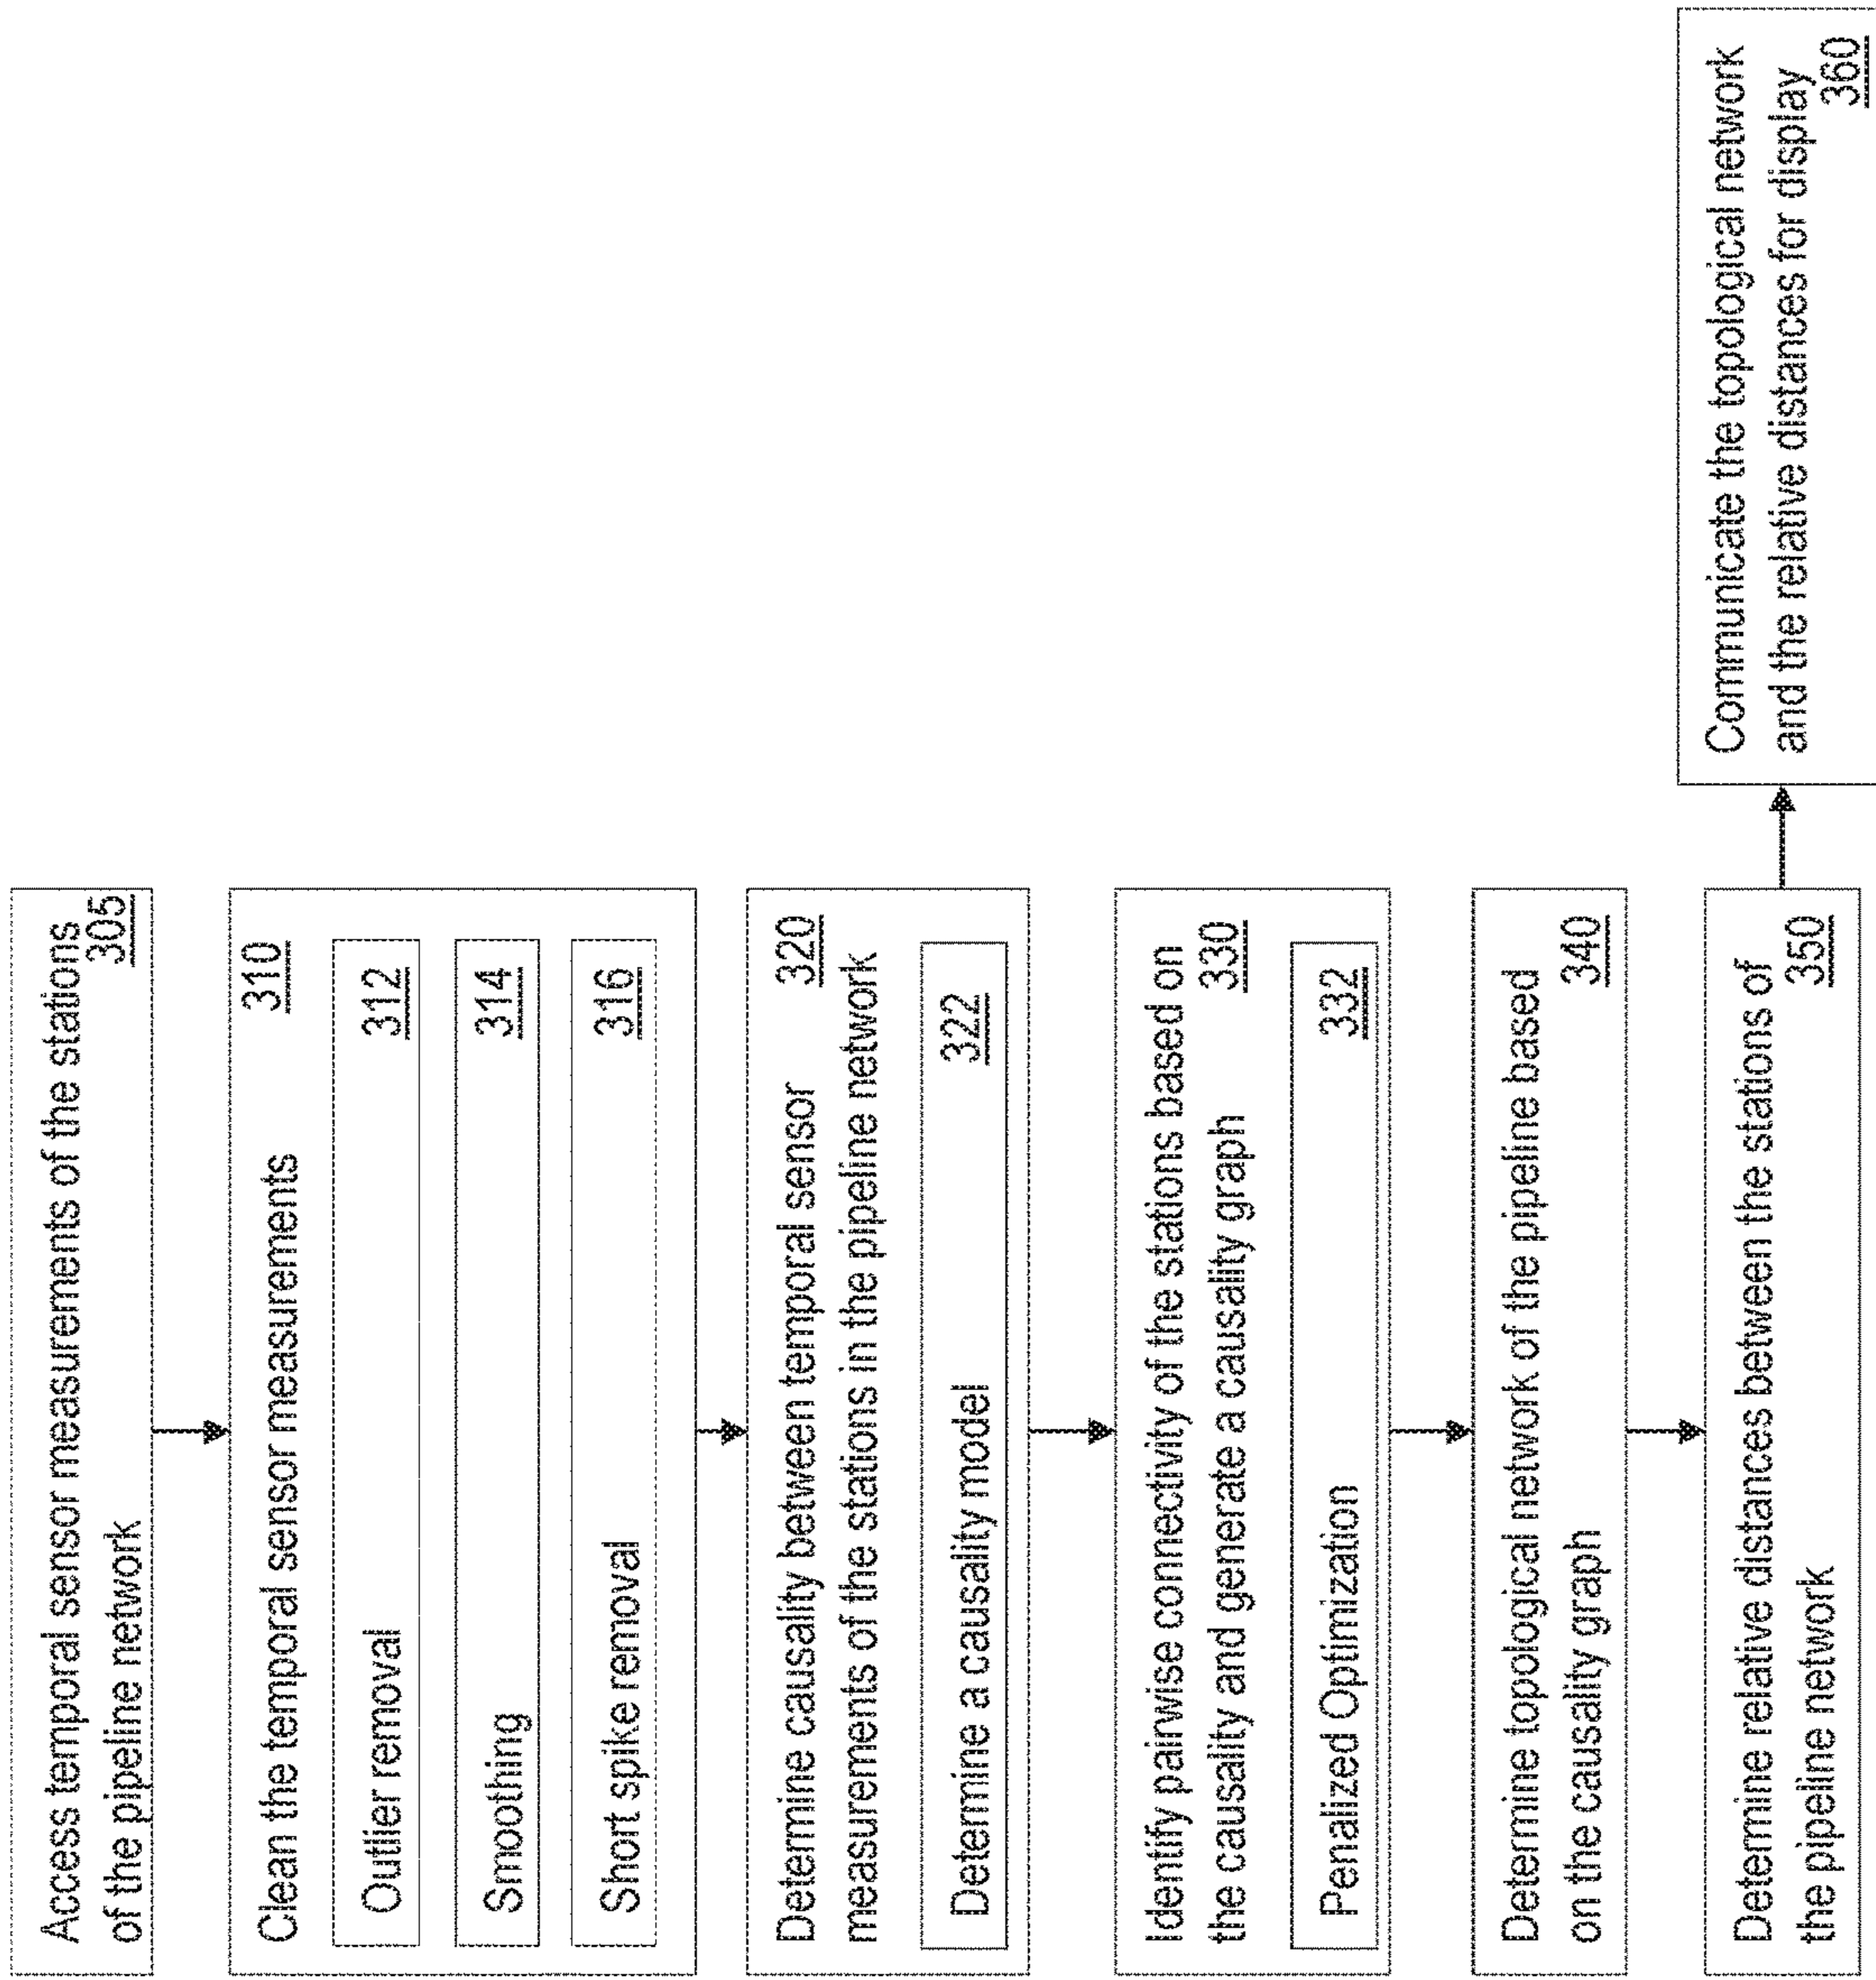 Access temporal sensor measurements of the stations
of the pipeline network
305
Clean the temporal sensor measurements
310
Outlier removal
312
Smoothing
314
Short spike removal
316
Determine causality between temporal sensor
320
measurements of the stations in the pipeline network
Determine a causality model
322
Identify pairwise connectivity of the stations based on
the causality and generate a causality graph
330
Penalized Optimization
332
Determine topological network of the pipeline based
on the causality graph
340
Determine relative distances between the stations of
the pipeline network
350
Communicate the topological network
and the relative distances for display
360